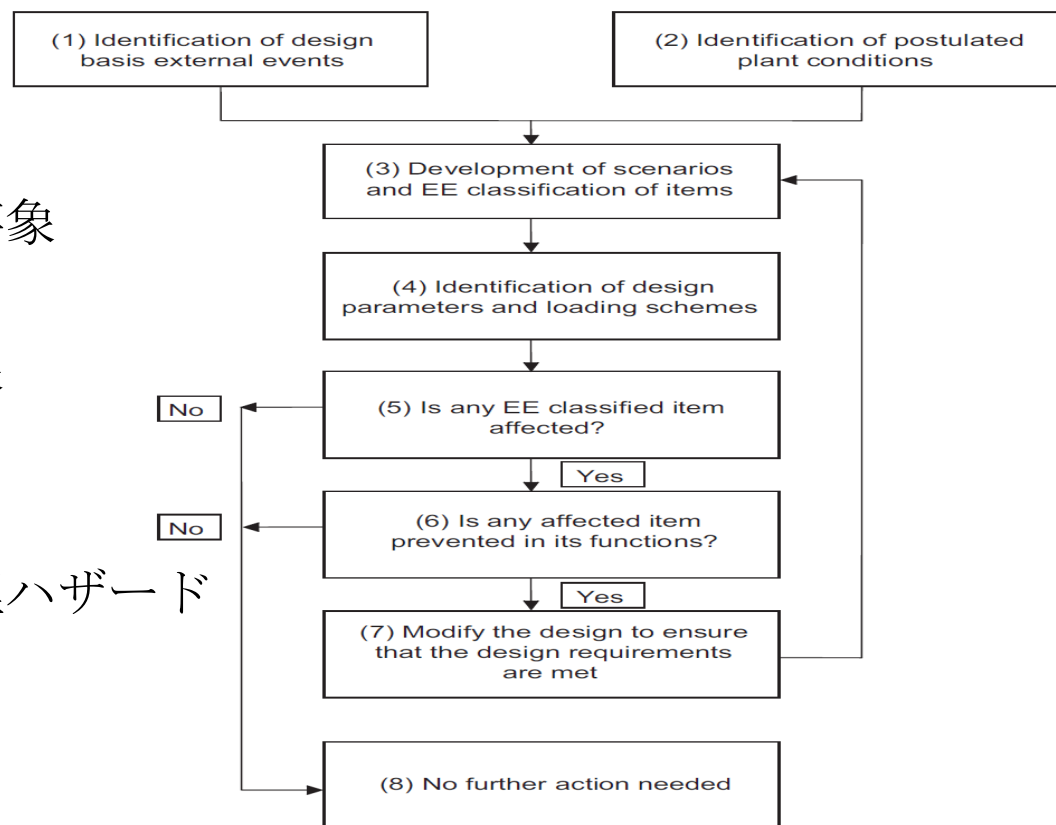 (1) Identification of design
basis external events
(2) Identification of postulated
plant conditions
(3) Development of scenarios
and EE classification of items
象
(4) Identification of design
parameters and loading schemes
(5) Is any EE classified item
affected?
No
Yes
(6) Is any affected item
prevented in its functions?
No
Yes
ハザード
(7) Modify the design to ensure
that the design requirements
are met
(8) No further action needed